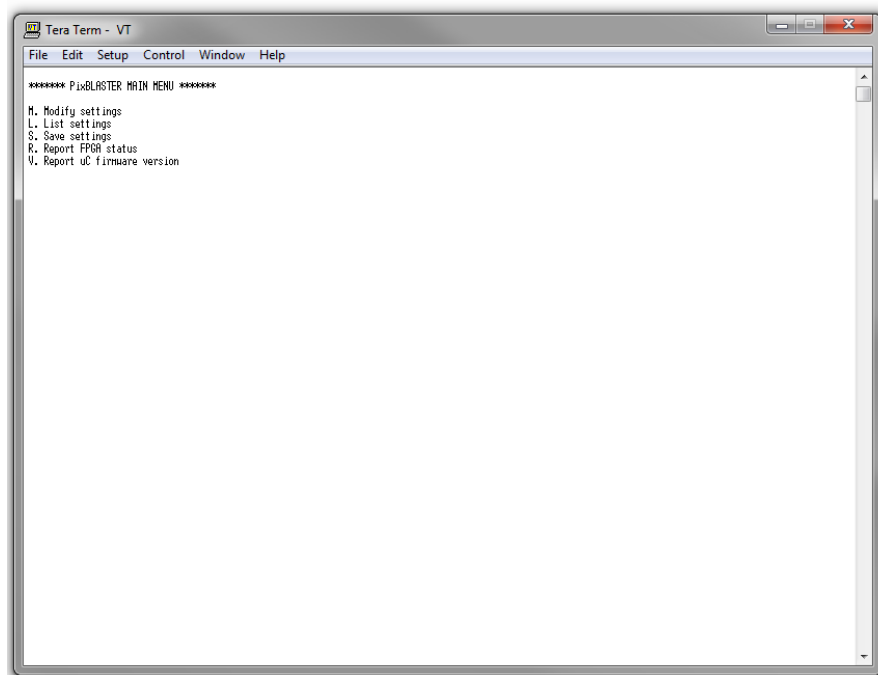 Tera Term - VT
File Edit Setup Control Window Help
******* PixBLASTER MAIN MENU *******
M. Modify settings
L. List settings
S. Save settings
R. Report FPGA status
V. Report uC firmware version